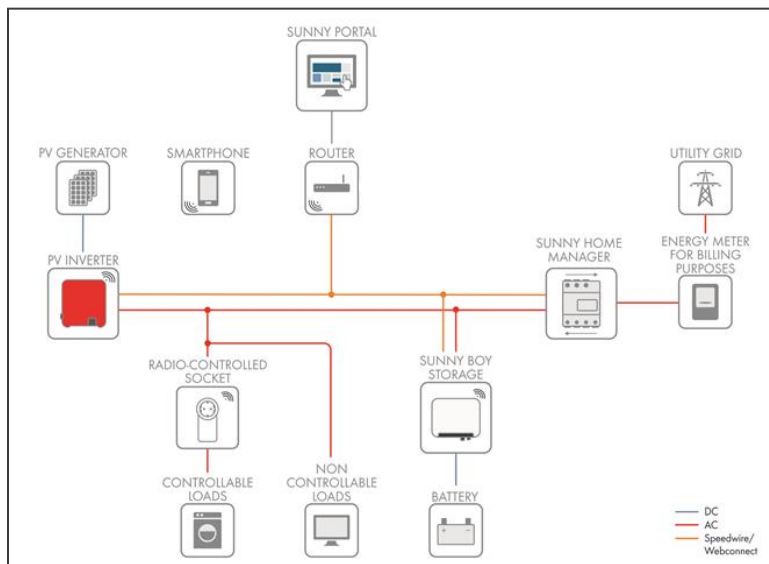 SUNNY PORTAL
PV GENERATOR
SMARTPHONE
ROUTER
UTILITY GRID
PV INVERTER
SUNNY HOME
MANAGER
ENERGY METER
FOR BILLING
PURPOSES
RADIO-CONTROLLED
SOCKET
SUNNY BOY
STORAGE
CONTROLLABLE
LOADS
NON
CONTROLLABLE
LOADS
BATTERY
DC
AC
Speedwire/
Webconnect